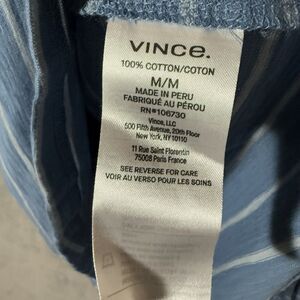 VINCE.
100% COTTON/COTON
M/M
MADE IN PERU
FABRIQUÉ AU PÉROU
RN#106730
Vince, LLC
500 Fifth Avenue, 20th Floor
New York, NY 10110
11 Rue Saint Florentin
75008 Paris France
SEE REVERSE FOR CARE
VOIR AU VERSO POUR LES SOINS